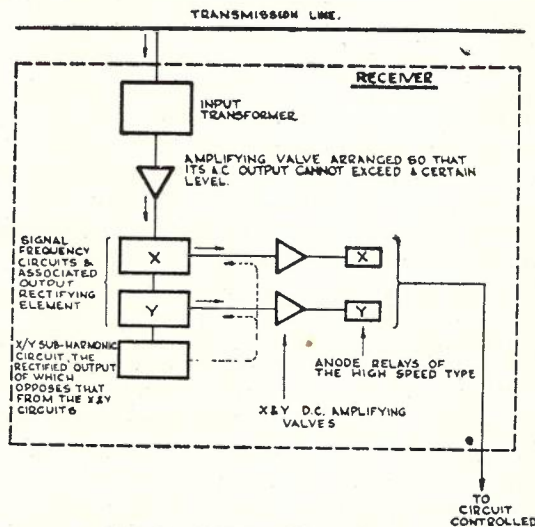 TRANSMISSION LINE.
RECEIVER
INPUT
TRANSFORMER
AMPLIFYING VALVE ARRANGED SO THAT
ITS A.C OUTPUT CANNOT EXCEED A CERTAIN
LEVEL.
SIGNAL
FREQUENCY
CIRCUITS &
ASSOCIATED
OUTPUT
RECTIFYING
ELEMENT
X
X
Y
Y
X/Y SUB-HARMONIC
CIRCUIT, THE
RECTIFIED OUTPUT
OF WHICH
OPPOSES THAT
FROM THE X&Y
CIRCUITS
ANODE RELAYS OF
THE HIGH SPEED TYPE
X&Y D.C. AMPLIFYING
VALVES
TO
CIRCUIT
CONTROLLED